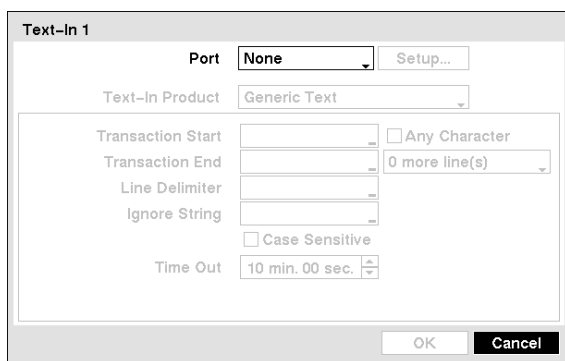 Text-In 1
Port None Setup...
Text-In Product Generic Text
Transaction Start Any Character
Transaction End 0 more line(s)
Line Delimiter
Ignore String
Case Sensitive
Time Out 10 min. 00 sec.
OK Cancel